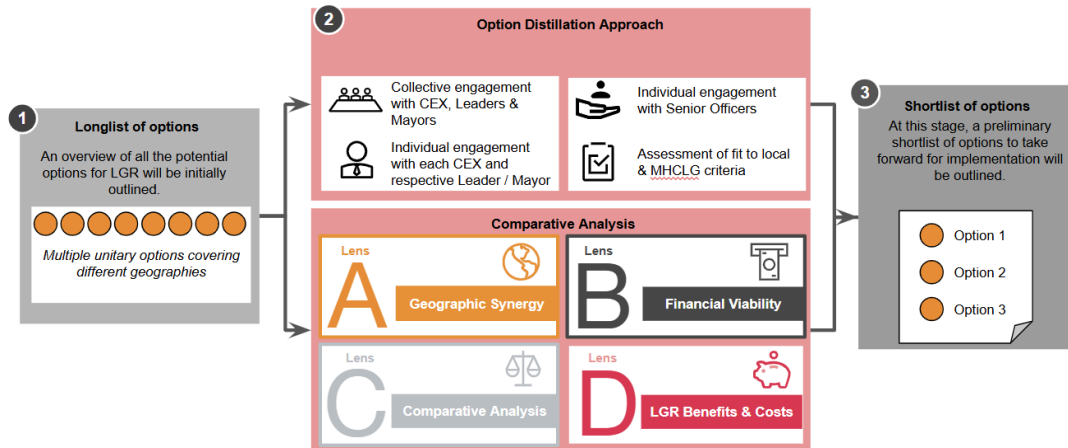 1
Longlist of options
An overview of all the potential
options for LGR will be initially
outlined.
Multiple unitary options covering
different geographies
2
Option Distillation Approach
Collective engagement
with CEX, Leaders &
Mayors
Individual engagement
with each CEX and
respective Leader / Mayor
Individual engagement
with Senior Officers
Assessment of fit to local
& MHCLG criteria
Comparative Analysis
Lens
A
Geographic Synergy
Lens
B
Financial Viability
Lens
C
Comparative Analysis
Lens
D
LGR Benefits & Costs
3
Shortlist of options
At this stage, a preliminary
shortlist of options to take
forward for implementation will
be outlined.
Option 1
Option 2
Option 3